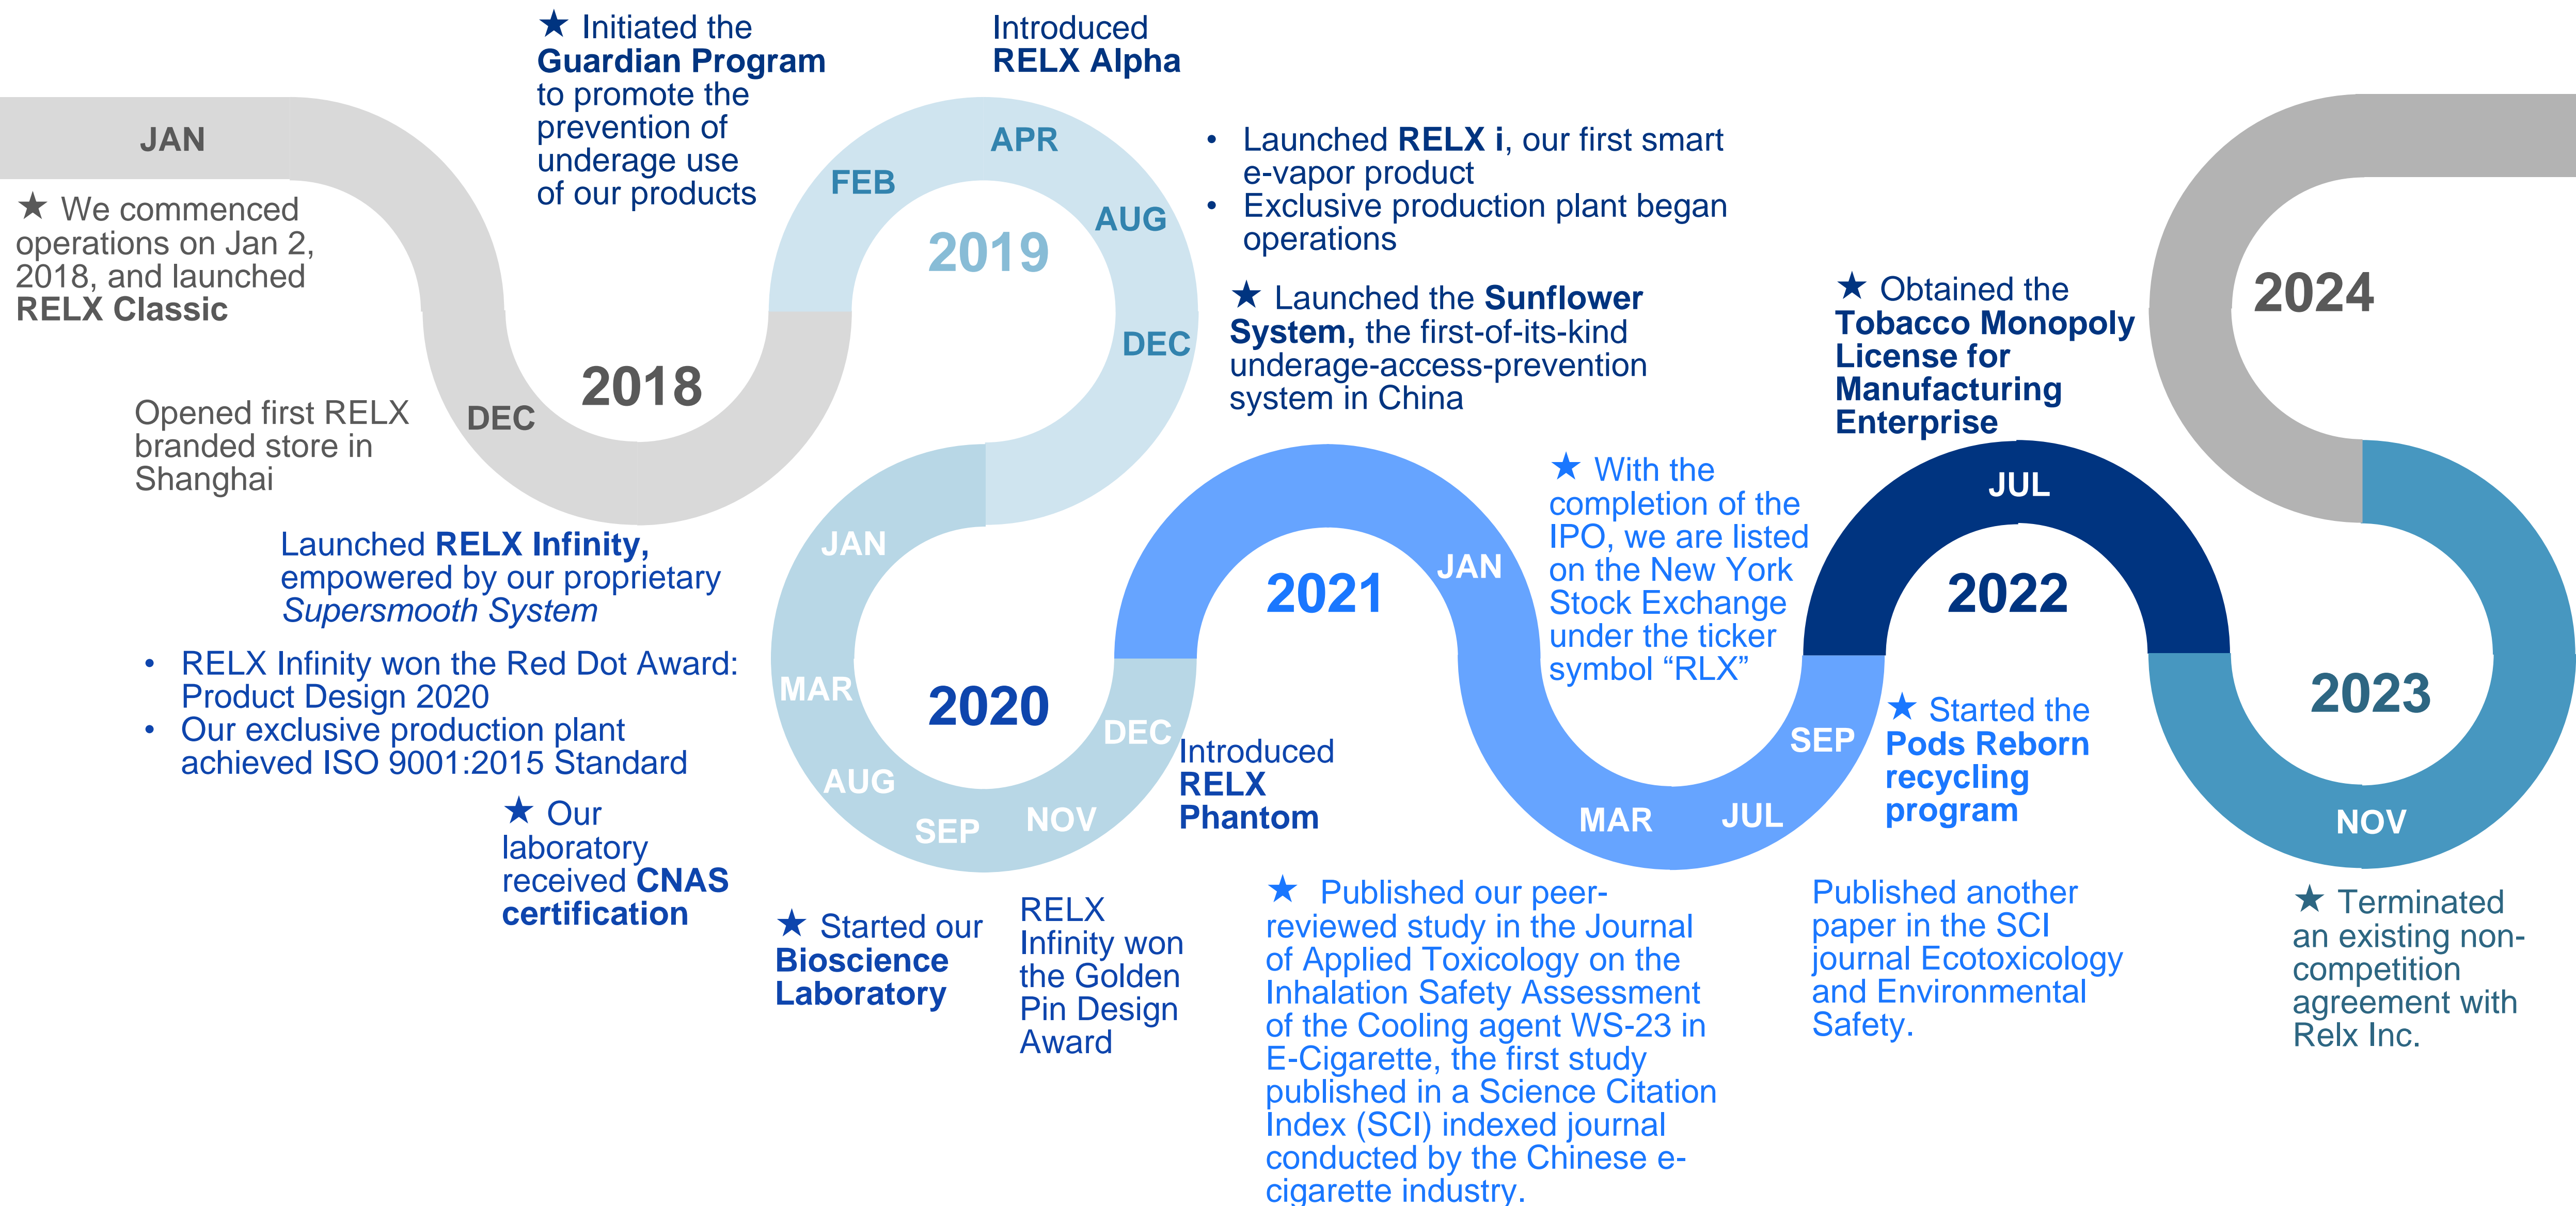 JAN
★ We commenced
operations on Jan 2,
2018, and launched
RELX Classic
2018
DEC
Opened first RELX
branded store in
Shanghai
★ Initiated the
Guardian Program
to promote the
prevention of
underage use
of our products
FEB
Introduced
RELX Alpha
APR
2019
AUG
• Launched RELX i, our first smart
e-vapor product
• Exclusive production plant began
operations
DEC
★ Launched the Sunflower
System, the first-of-its-kind
underage-access-prevention
system in China
JAN
Launched RELX Infinity,
empowered by our proprietary
Supersmooth System
MAR
• RELX Infinity won the Red Dot Award:
Product Design 2020
• Our exclusive production plant
achieved ISO 9001:2015 Standard
2020
AUG
★ Our
laboratory
received CNAS
certification
SEP
★ Started our
Bioscience
Laboratory
NOV
RELX
Infinity won
the Golden
Pin Design
Award
DEC
Introduced
RELX
Phantom
2021
JAN
★ With the
completion of the
IPO, we are listed
on the New York
Stock Exchange
under the ticker
symbol “RLX”
MAR
★ Published our peer-
reviewed study in the Journal
of Applied Toxicology on the
Inhalation Safety Assessment
of the Cooling agent WS-23 in
E-Cigarette, the first study
published in a Science Citation
Index (SCI) indexed journal
conducted by the Chinese e-
cigarette industry.
JUL
Published another
paper in the SCI
journal Ecotoxicology
and Environmental
Safety.
SEP
★ Started the
Pods Reborn
recycling
program
★ Obtained the
Tobacco Monopoly
License for
Manufacturing
Enterprise
JUL
2022
2023
NOV
★ Terminated
an existing non-
competition
agreement with
Relx Inc.
2024